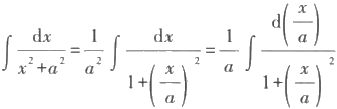 ∫ dx/(x²+a²) = 1/a² ∫ dx/(1+(x/a)²) = 1/a ∫ d(x/a)/(1+(x/a)²)